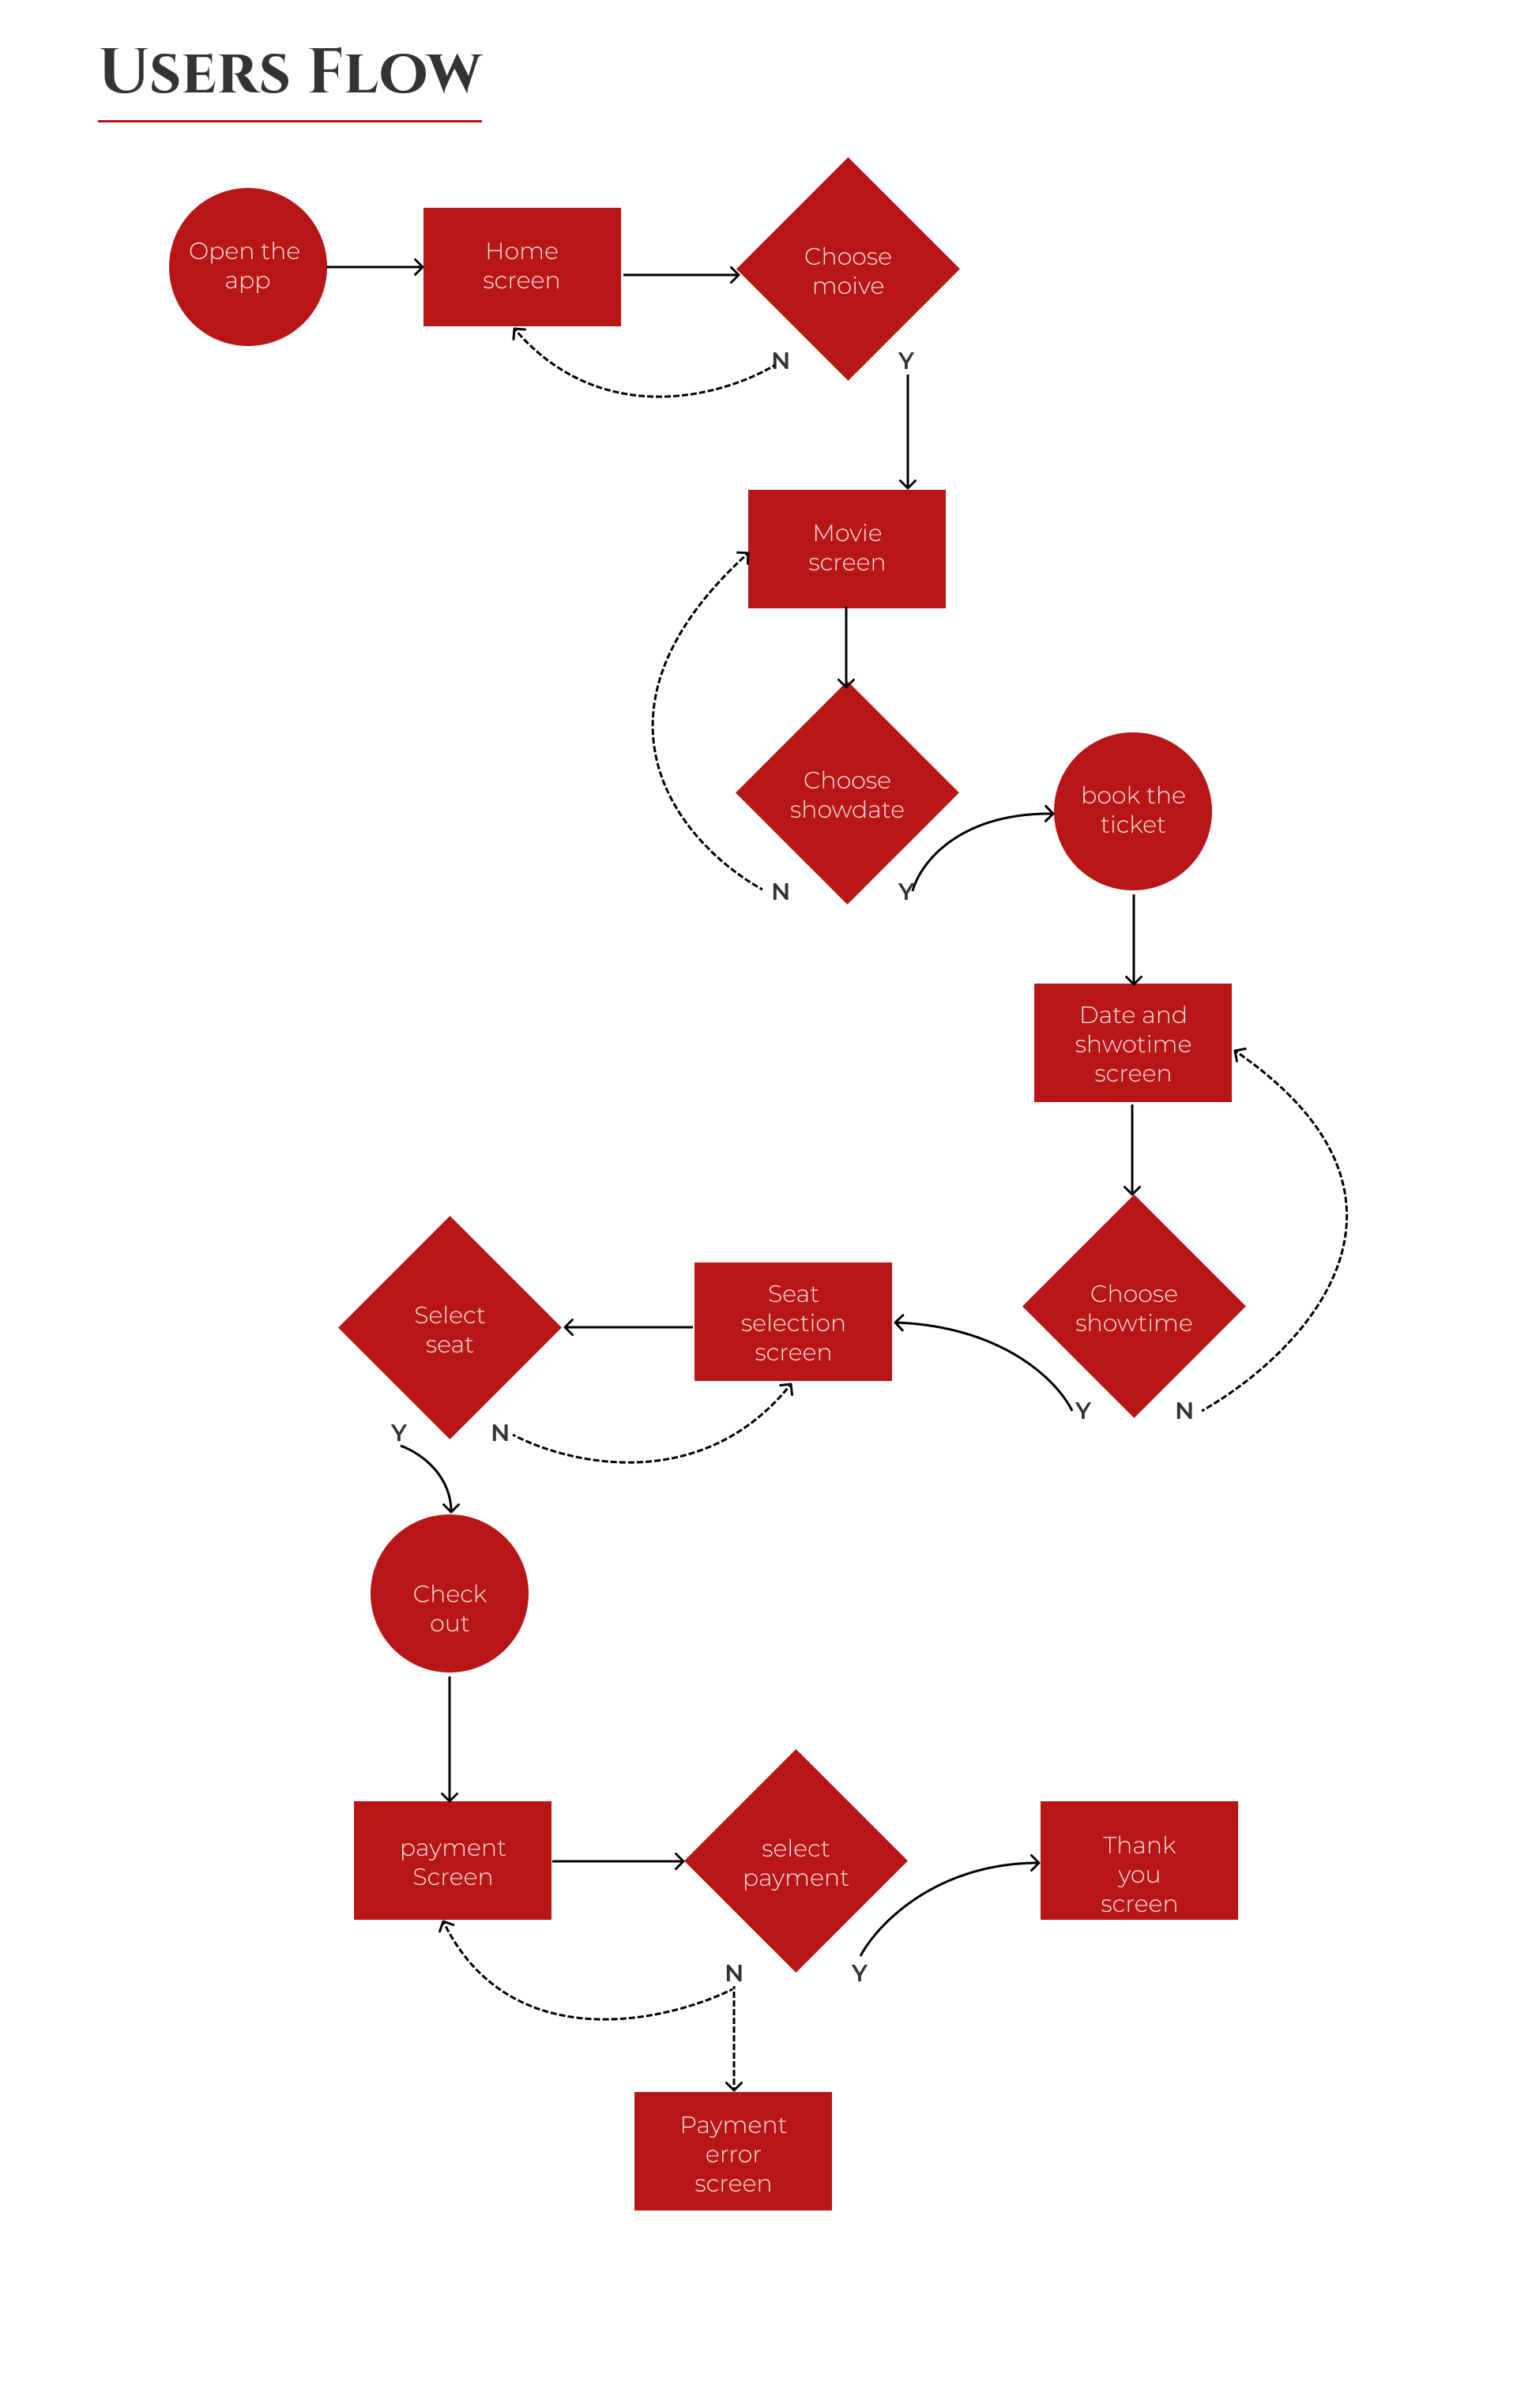 Users Flow
Open the
app
Home
screen
Choose
moive
N
Y
Movie
screen
Choose
showdate
N
Y
book the
ticket
Date and
shwotime
screen
Choose
showtime
Y
N
Seat
selection
screen
Select
seat
Y
N
Check
out
payment
Screen
select
payment
N
Y
Thank
you
screen
Payment
error
screen